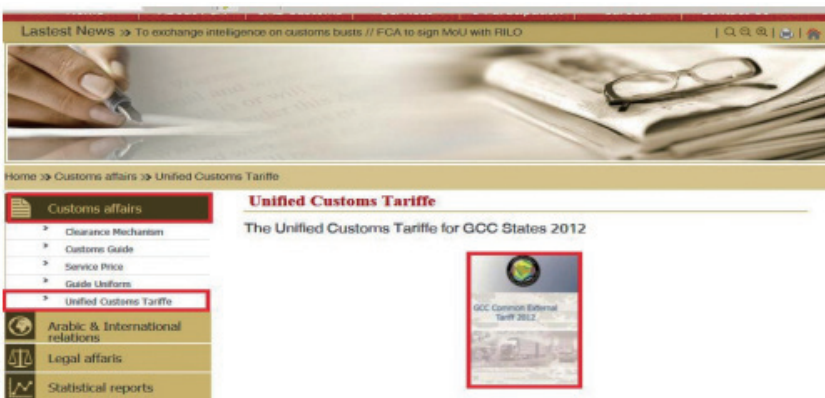 Lastest News >> To exchange intelligence on customs busts // FCA to sign MoU with RILO
Home >> Customs affairs >> Unified Customs Tariffe
Customs affairs
Clearance Mechanism
Customs Guide
Service Price
Guide Uniform
Unified Customs Tariffe
Arabic & International
relations
Legal affaris
Statistical reports
Unified Customs Tariffe
The Unified Customs Tariffe for GCC States 2012
GCC Common External
Tariff 2012